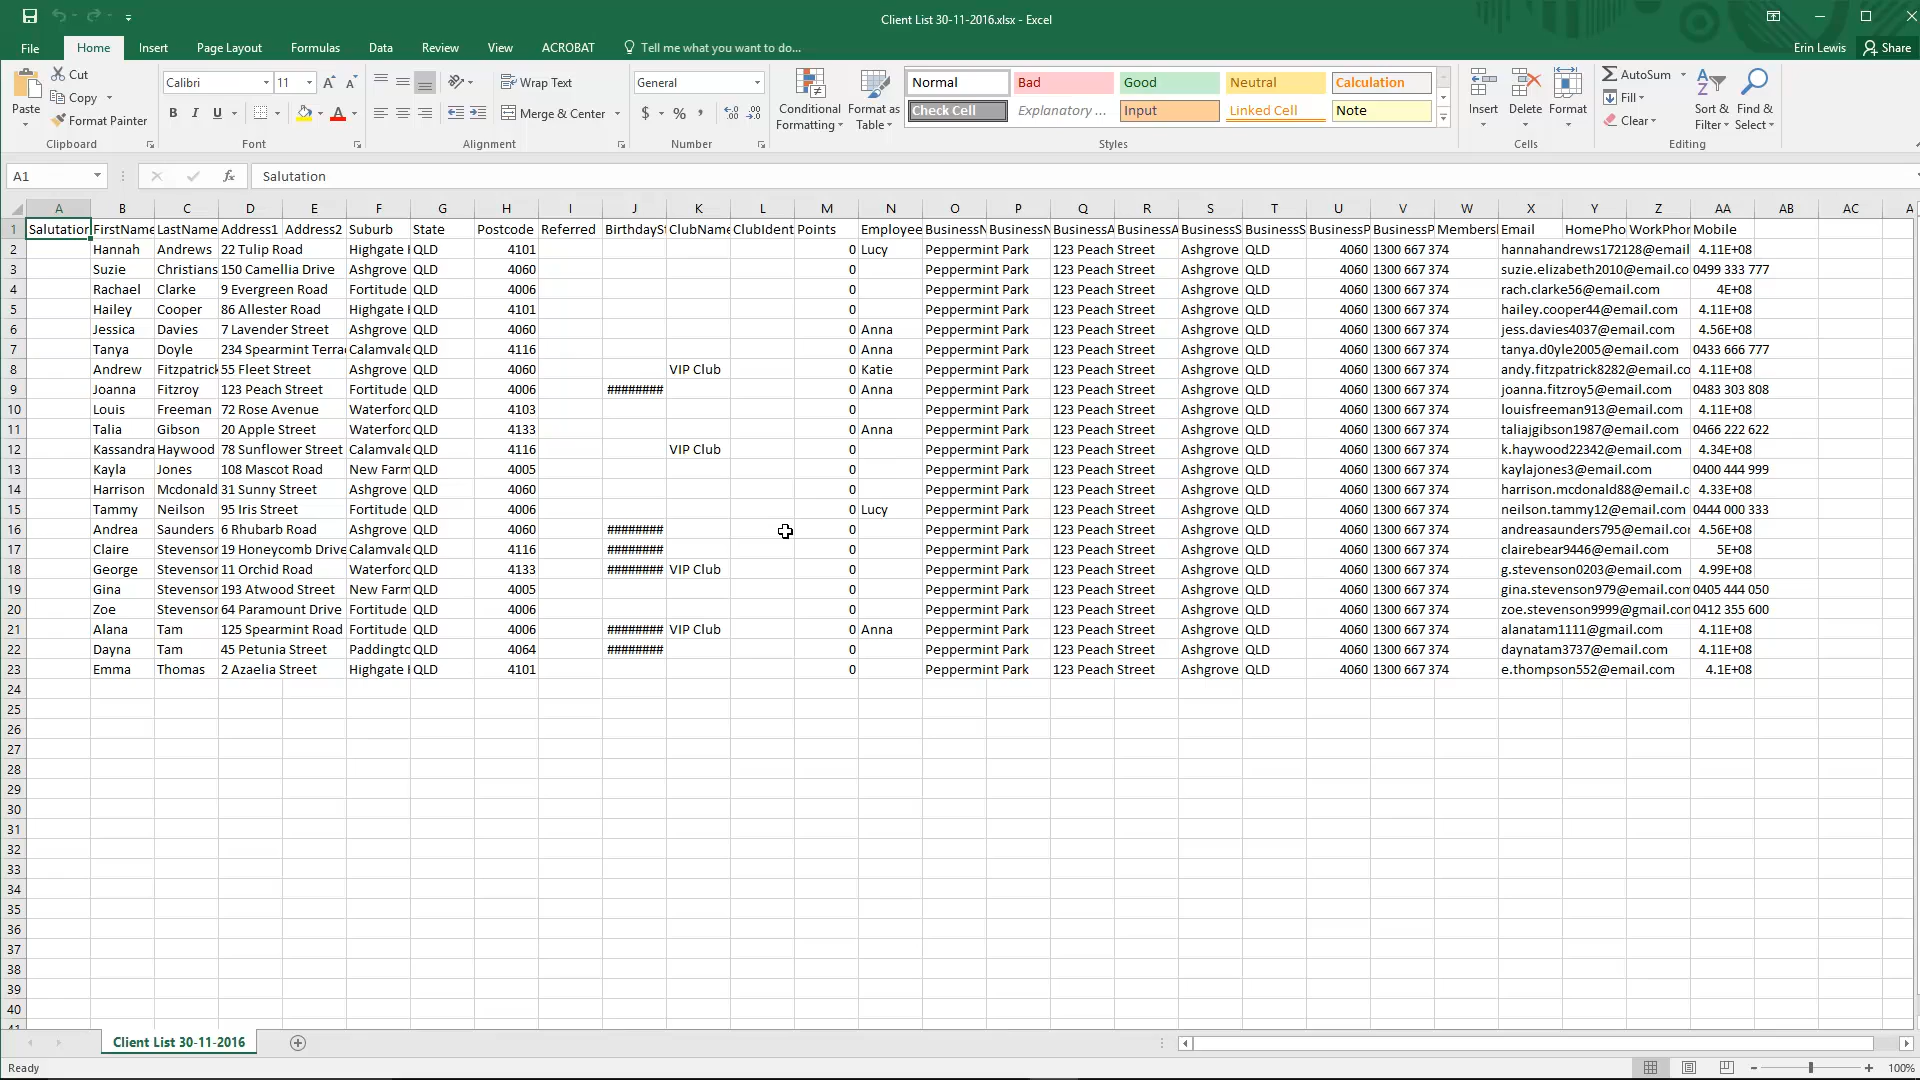 Client List 30-11-2016.xlsx - Excel
File Home Insert Page Layout Formulas Data Review View ACROBAT Tell me what you want to do... Erin Lewis Share
Paste Cut Copy Format Painter
Calibri 11 Wrap Text General
B I U Merge & Center $ %
Conditional Formatting Format as Table
Normal Bad Good Neutral Calculation
Check Cell Explanatory ... Input Linked Cell Note
Insert Delete Format
AutoSum Fill Clear Sort & Filter Find & Select
Clipboard Font Alignment Number Styles Cells Editing
A1 fx Salutation
A B C D E F G H I J K L M N O P Q R S T U V W X Y Z AA AB AC A
1 Salutation FirstName LastName Address1 Address2 Suburb State Postcode Referred BirthdaySt ClubName ClubIdent Points Employee BusinessN BusinessN BusinessA BusinessA BusinessS BusinessS BusinessP BusinessP Membersl Email HomePho WorkPhor Mobile
2 Hannah Andrews 22 Tulip Road Highgate H QLD 4101 0 Lucy Peppermint Park 123 Peach Street Ashgrove QLD 4060 1300 667 374 hannahandrews172128@email 4.11E+08
3 Suzie Christians 150 Camellia Drive Ashgrove QLD 4060 0 Peppermint Park 123 Peach Street Ashgrove QLD 4060 1300 667 374 suzie.elizabeth2010@email.co 0499 333 777
4 Rachael Clarke 9 Evergreen Road Fortitude QLD 4006 0 Peppermint Park 123 Peach Street Ashgrove QLD 4060 1300 667 374 rach.clarke56@email.com 4E+08
5 Hailey Cooper 86 Allester Road Highgate H QLD 4101 0 Peppermint Park 123 Peach Street Ashgrove QLD 4060 1300 667 374 hailey.cooper44@email.com 4.11E+08
6 Jessica Davies 7 Lavender Street Ashgrove QLD 4060 0 Anna Peppermint Park 123 Peach Street Ashgrove QLD 4060 1300 667 374 jess.davies4037@email.com 4.56E+08
7 Tanya Doyle 234 Spearmint Terra Calamvale QLD 4116 0 Anna Peppermint Park 123 Peach Street Ashgrove QLD 4060 1300 667 374 tanya.d0yle2005@email.com 0433 666 777
8 Andrew Fitzpatrick 55 Fleet Street Ashgrove QLD 4060 VIP Club 0 Katie Peppermint Park 123 Peach Street Ashgrove QLD 4060 1300 667 374 andy.fitzpatrick8282@email.com 4.11E+08
9 Joanna Fitzroy 123 Peach Street Fortitude QLD 4006 ######## 0 Anna Peppermint Park 123 Peach Street Ashgrove QLD 4060 1300 667 374 joanna.fitzroy5@email.com 0483 303 808
10 Louis Freeman 72 Rose Avenue Waterford QLD 4103 0 Peppermint Park 123 Peach Street Ashgrove QLD 4060 1300 667 374 louisfreeman913@email.com 4.11E+08
11 Talia Gibson 20 Apple Street Waterford QLD 4133 0 Anna Peppermint Park 123 Peach Street Ashgrove QLD 4060 1300 667 374 taliajgibson1987@email.com 0466 222 622
12 Kassandra Haywood 78 Sunflower Street Calamvale QLD 4116 VIP Club 0 Peppermint Park 123 Peach Street Ashgrove QLD 4060 1300 667 374 k.haywood22342@email.com 4.34E+08
13 Kayla Jones 108 Mascot Road New Farm QLD 4005 0 Peppermint Park 123 Peach Street Ashgrove QLD 4060 1300 667 374 kaylajones3@email.com 0400 444 999
14 Harrison Mcdonald 31 Sunny Street Ashgrove QLD 4060 0 Peppermint Park 123 Peach Street Ashgrove QLD 4060 1300 667 374 harrison.mcdonald88@email.c 4.33E+08
15 Tammy Neilson 95 Iris Street Fortitude QLD 4006 0 Lucy Peppermint Park 123 Peach Street Ashgrove QLD 4060 1300 667 374 neilson.tammy12@email.com 0444 000 333
16 Andrea Saunders 6 Rhubarb Road Ashgrove QLD 4060 ######## 0 Peppermint Park 123 Peach Street Ashgrove QLD 4060 1300 667 374 andreasaunders795@email.cor 4.56E+08
17 Claire Stevenson 19 Honeycomb Drive Calamvale QLD 4116 ######## 0 Peppermint Park 123 Peach Street Ashgrove QLD 4060 1300 667 374 clairebear9446@email.com 5E+08
18 George Stevenson 11 Orchid Road Waterford QLD 4133 ######## VIP Club 0 Peppermint Park 123 Peach Street Ashgrove QLD 4060 1300 667 374 g.stevenson0203@email.com 4.99E+08
19 Gina Stevenson 193 Atwood Street New Farm QLD 4005 0 Peppermint Park 123 Peach Street Ashgrove QLD 4060 1300 667 374 gina.stevenson979@email.com 0405 444 050
20 Zoe Stevenson 64 Paramount Drive Fortitude QLD 4006 0 Peppermint Park 123 Peach Street Ashgrove QLD 4060 1300 667 374 zoe.stevenson9999@gmail.com 0412 355 600
21 Alana Tam 125 Spearmint Road Fortitude QLD 4006 ######## VIP Club 0 Anna Peppermint Park 123 Peach Street Ashgrove QLD 4060 1300 667 374 alanatam1111@gmail.com 4.11E+08
22 Dayna Tam 45 Petunia Street Paddingto QLD 4064 ######## 0 Peppermint Park 123 Peach Street Ashgrove QLD 4060 1300 667 374 daynatam3737@email.com 4.11E+08
23 Emma Thomas 2 Azaelia Street Highgate H QLD 4101 0 Peppermint Park 123 Peach Street Ashgrove QLD 4060 1300 667 374 e.thompson552@email.com 4.1E+08
24
25
26
27
28
29
30
31
32
33
34
35
36
37
38
39
40
41
Client List 30-11-2016
Ready 100%